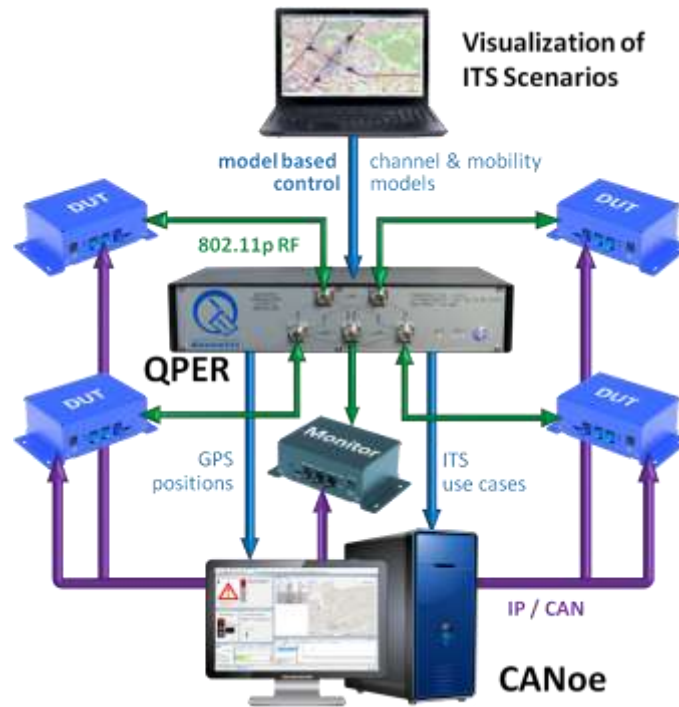 Visualization of
ITS Scenarios
model based
control
channel & mobility
models
DUT
DUT
802.11p RF
QPER
DUT
DUT
Monitor
GPS
positions
ITS
use cases
IP / CAN
CANoe